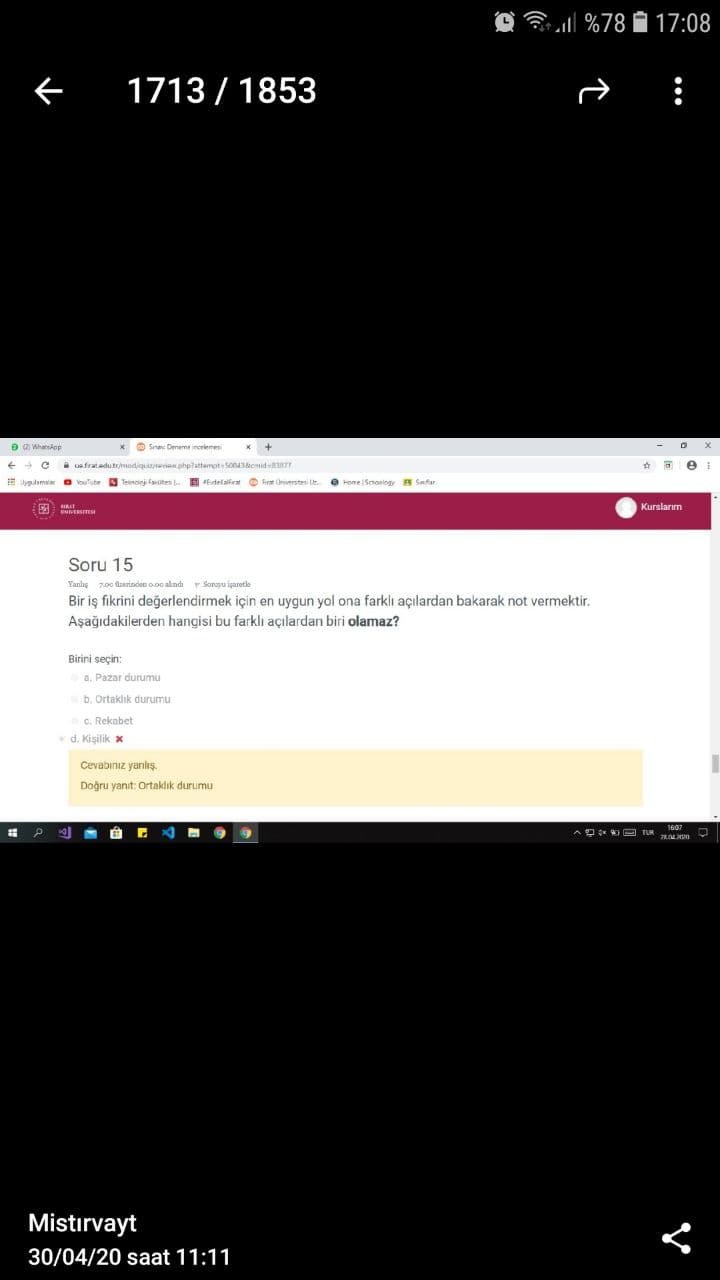 %78 17:08
1713 / 1853
(2) WhatsApp
Sınav: Deneme incelemesi
ue.firat.edu.tr/mod/quiz/review.php?attempt=50843&cmid=83877
Uygulamalar YouTube Teknoloji Fakültesi (... #EvdeKalFırat Fırat Üniversitesi Uz... Home | Schoology Sınıflar
FIRAT
ÜNİVERSİTESİ
Kurslarım
Soru 15
Yanlış 7,00 üzerinden 0,00 alındı Soruyu işaretle
Bir iş fikrini değerlendirmek için en uygun yol ona farklı açılardan bakarak not vermektir.
Aşağıdakilerden hangisi bu farklı açılardan biri olamaz?
Birini seçin:
a. Pazar durumu
b. Ortaklık durumu
c. Rekabet
d. Kişilik
Cevabınız yanlış.
Doğru yanıt: Ortaklık durumu
TUR
16:07
28.04.2020
Mistırvayt
30/04/20 saat 11:11